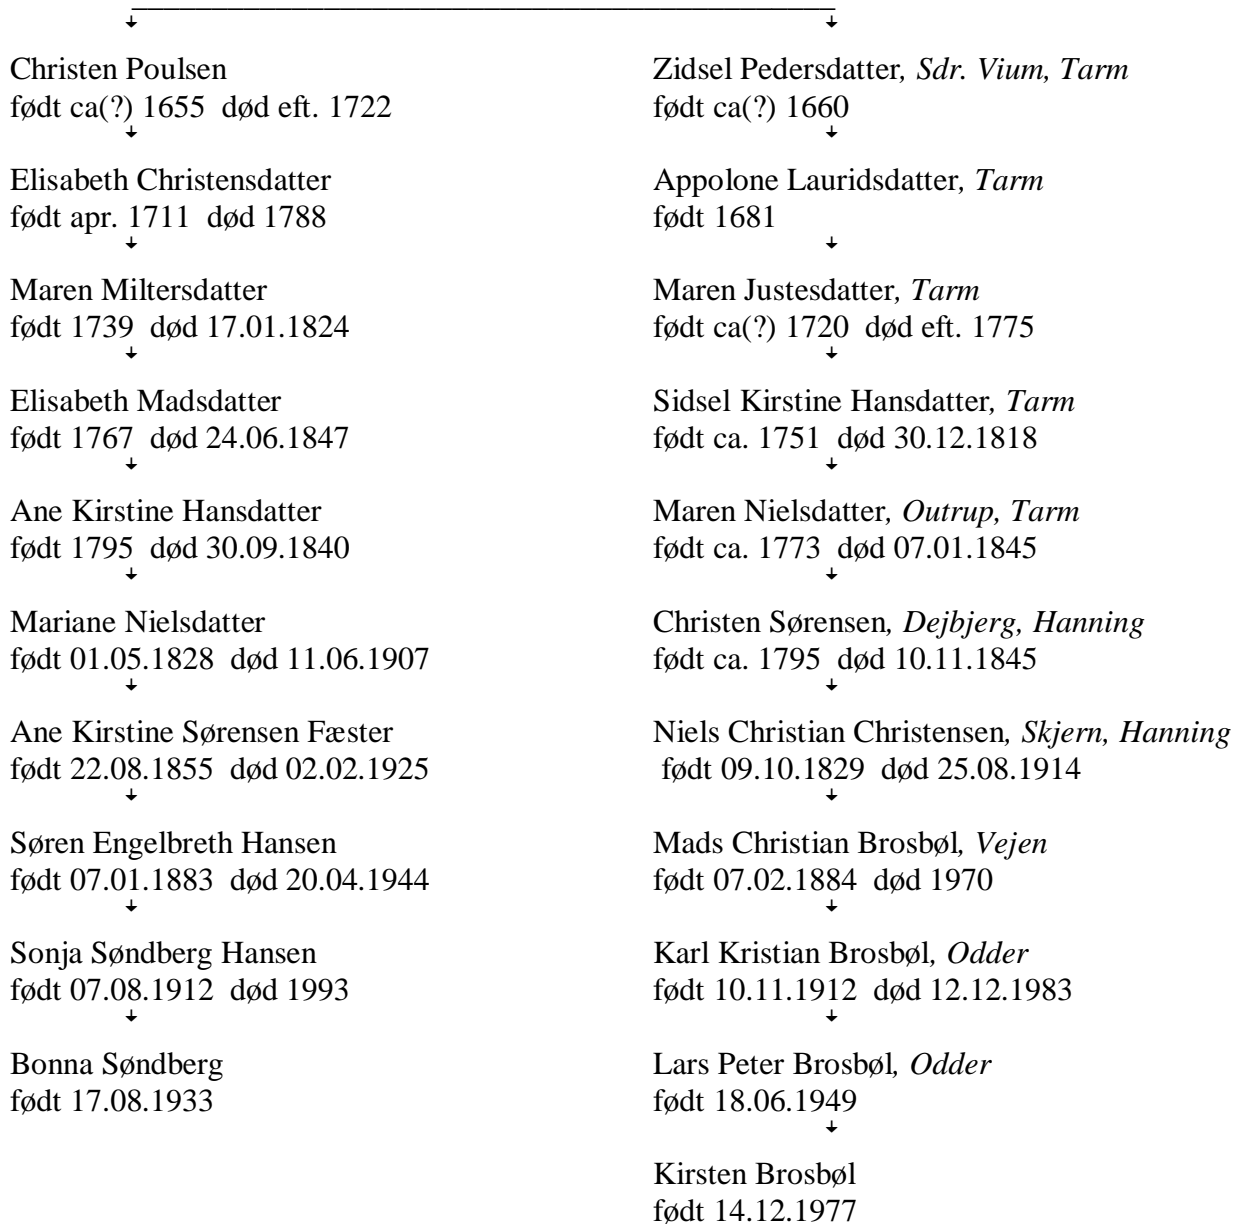 Christen Poulsen
født ca(?) 1655  død eft. 1722
Elisabeth Christensdatter
født apr. 1711  død 1788
Maren Miltersdatter
født 1739  død 17.01.1824
Elisabeth Madsdatter
født 1767  død 24.06.1847
Ane Kirstine Hansdatter
født 1795  død 30.09.1840
Mariane Nielsdatter
født 01.05.1828  død 11.06.1907
Ane Kirstine Sørensen Fæster
født 22.08.1855  død 02.02.1925
Søren Engelbreth Hansen
født 07.01.1883  død 20.04.1944
Sonja Søndberg Hansen
født 07.08.1912  død 1993
Bonna Søndberg
født 17.08.1933
Zidsel Pedersdatter, Sdr. Vium, Tarm
født ca(?) 1660
Appolone Lauridsdatter, Tarm
født 1681
Maren Justesdatter, Tarm
født ca(?) 1720  død eft. 1775
Sidsel Kirstine Hansdatter, Tarm
født ca. 1751  død 30.12.1818
Maren Nielsdatter, Outrup, Tarm
født ca. 1773  død 07.01.1845
Christen Sørensen, Dejbjerg, Hanning
født ca. 1795  død 10.11.1845
Niels Christian Christensen, Skjern, Hanning
født 09.10.1829  død 25.08.1914
Mads Christian Brosbøl, Vejen
født 07.02.1884  død 1970
Karl Kristian Brosbøl, Odder
født 10.11.1912  død 12.12.1983
Lars Peter Brosbøl, Odder
født 18.06.1949
Kirsten Brosbøl
født 14.12.1977